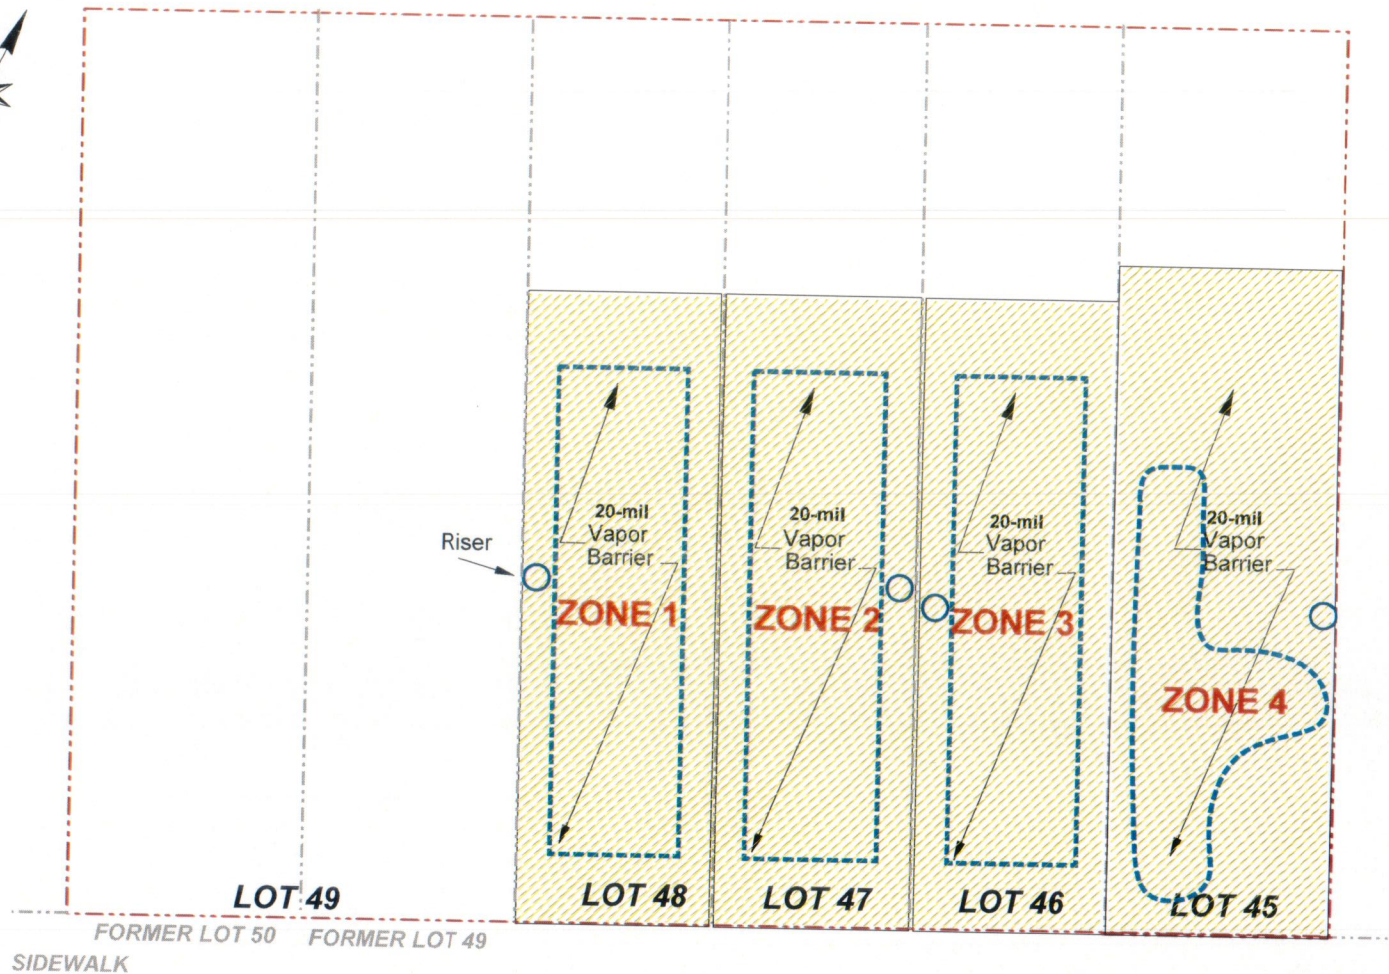 20-mil
Vapor
Barrier
20-mil
Vapor
Barrier
20-mil
Vapor
Barrier
20-mil
Vapor
Barrier
Riser
ZONE 1
ZONE 2
ZONE 3
ZONE 4
LOT 49
LOT 48
LOT 47
LOT 46
LOT 45
FORMER LOT 50
FORMER LOT 49
SIDEWALK